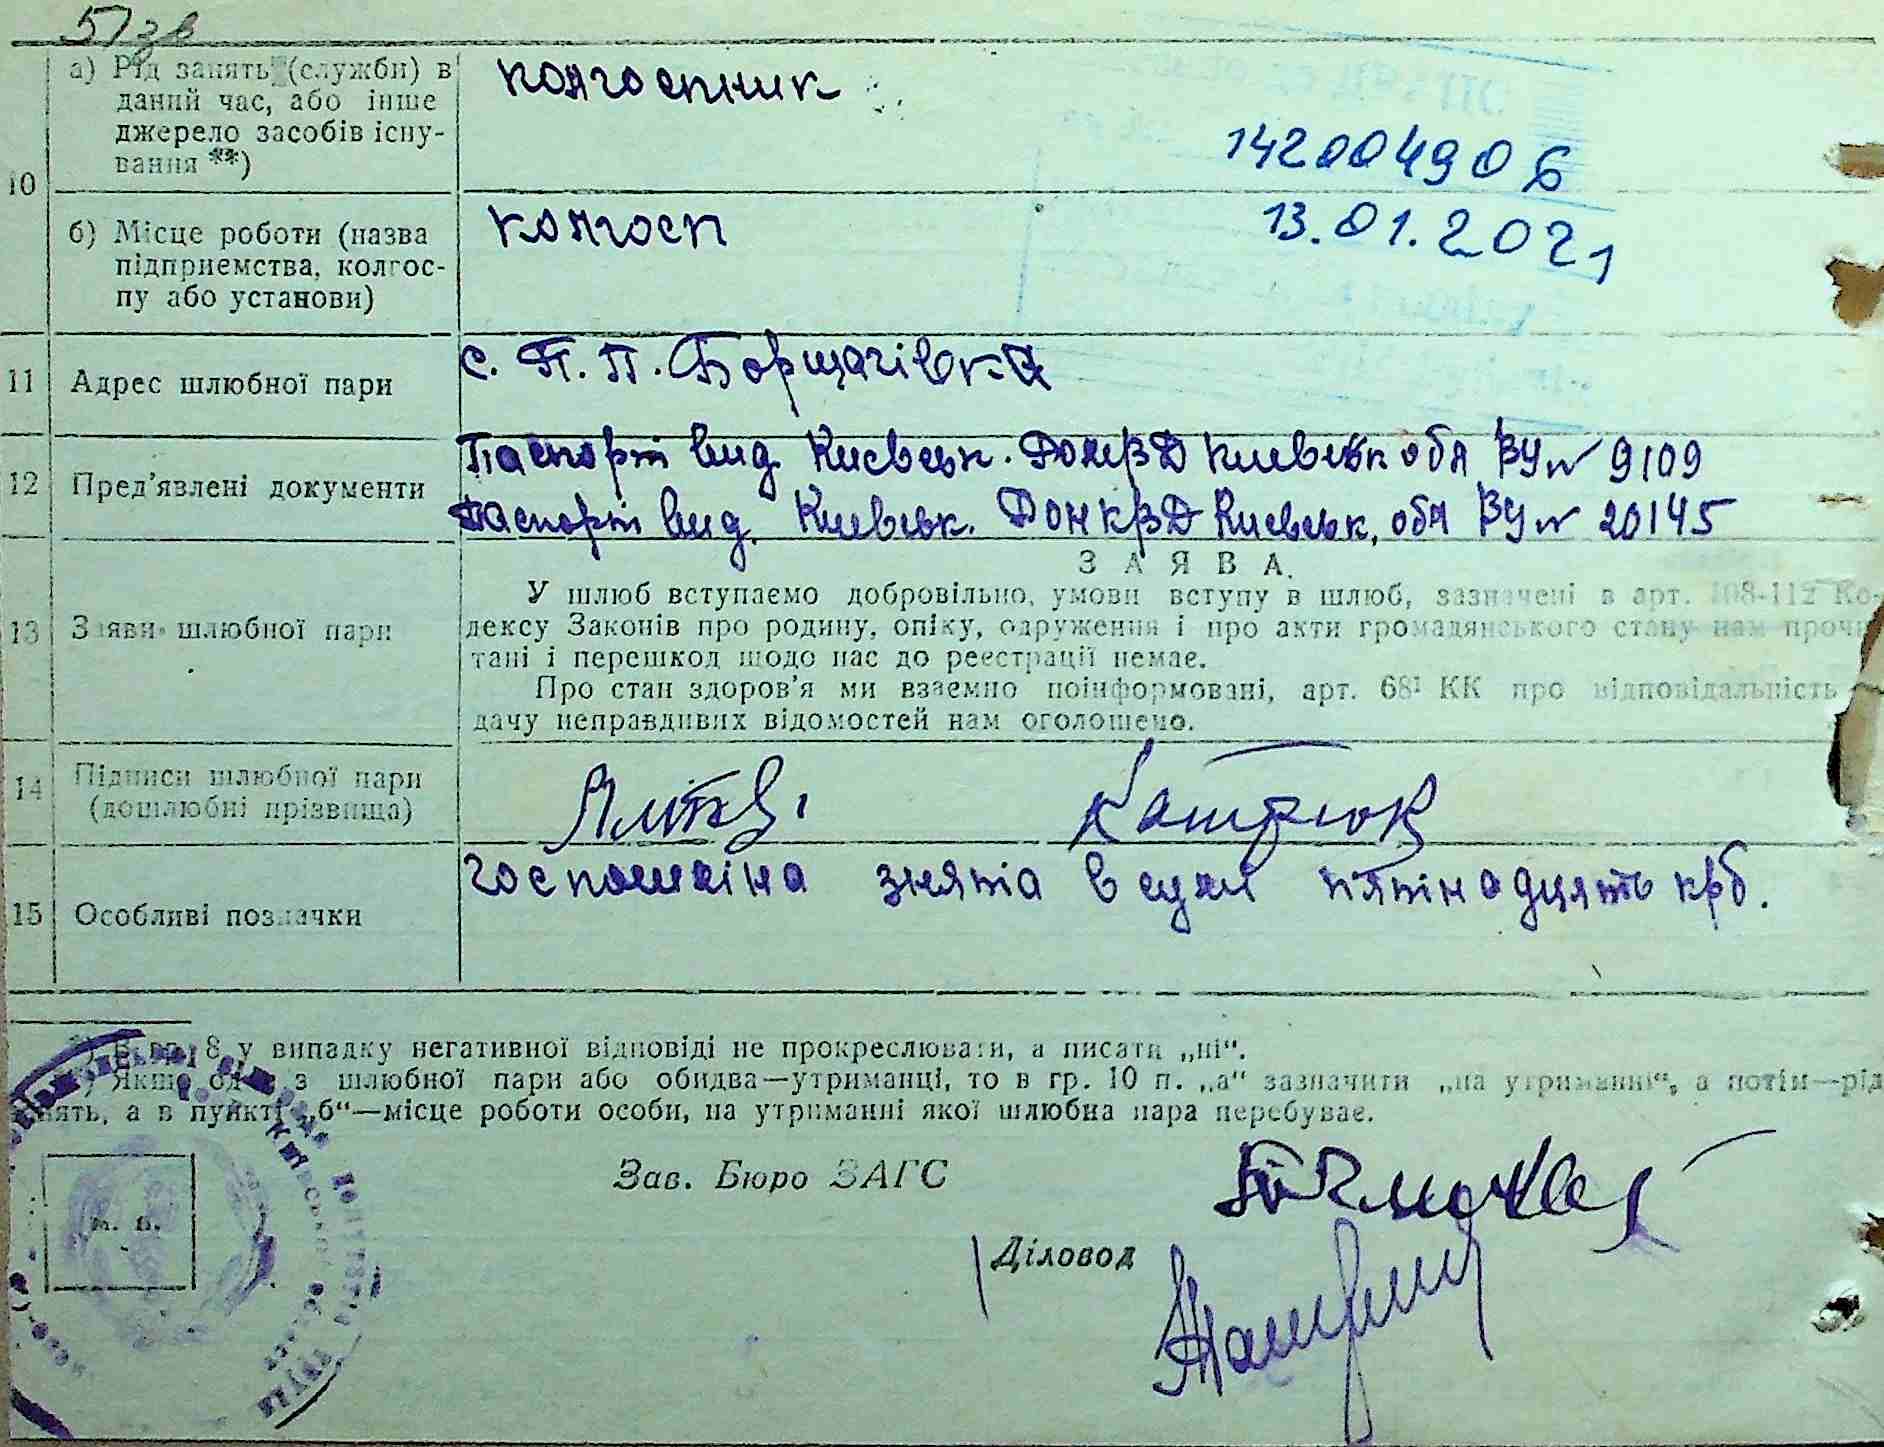 51зв
а) Рід занять (служби) в
даний час, або інше
джерело засобів існу-
вання **)
колгоспник
142004906
10
б) Місце роботи (назва
підприємства, колгос-
пу або установи)
колгосп
13.01.2021
11 Адрес шлюбної пари
с. П. П. Борщагівка
12 Пред'явлені документи
Паспорт вид. Києвськ. Київськ обл ВУ № 9109
Паспорт вид. Київськ. Київськ. обл ВУ № 20145
13 Заяви шлюбної пари
ЗАЯВА.
У шлюб вступаємо добровільно, умови вступу в шлюб, зазначені в арт. 108-112 Ко-
дексу Законів про родину, опіку, одруження і про акти громадянського стану нам прочи
тані і перешкод щодо нас до реєстрації немає.
Про стан здоров'я ми взаємно поінформовані, арт. 68¹ КК про відповідальність
дачу неправдивих відомостей нам оголошено.
14 Підписи шлюбної пари
(дошлюбні прізвища)
15 Особливі позначки
госпошліна знята в сумі п'ятінадцять крб.
8 у випадку негативної відповіді не прокреслювати, а писати „ні“.
Якщо з шлюбної пари або обидва—утриманці, то в гр. 10 п. „а“ зазначити „на утриманні“, а потім—рід
нять, а в пункті „б“—місце роботи особи, на утриманні якої шлюбна пара перебуває.
Зав. Бюро ЗАГС
М. П.
Діловод